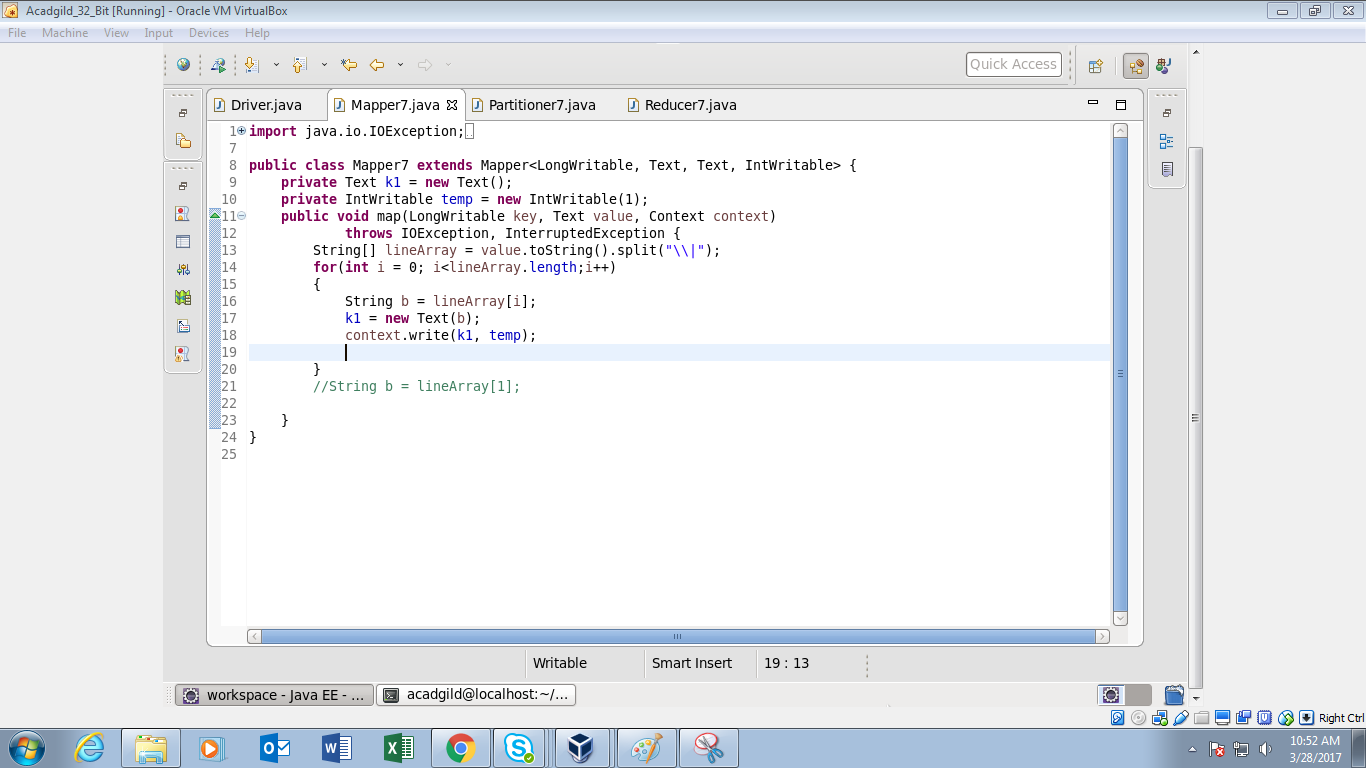 Acadgild_32_Bit [Running] - Oracle VM VirtualBox
File Machine View Input Devices Help
Quick Access
Driver.java Mapper7.java Partitioner7.java Reducer7.java
1 import java.io.IOException;
7
8 public class Mapper7 extends Mapper<LongWritable, Text, Text, IntWritable> {
9     private Text k1 = new Text();
10     private IntWritable temp = new IntWritable(1);
11     public void map(LongWritable key, Text value, Context context)
12             throws IOException, InterruptedException {
13         String[] lineArray = value.toString().split("\\|");
14         for(int i = 0; i<lineArray.length;i++)
15         {
16             String b = lineArray[i];
17             k1 = new Text(b);
18             context.write(k1, temp);
19
20         }
21         //String b = lineArray[1];
22
23     }
24 }
25
Writable Smart Insert 19 : 13
workspace - Java EE - ... acadgild@localhost:~/...
Right Ctrl
10:52 AM
3/28/2017